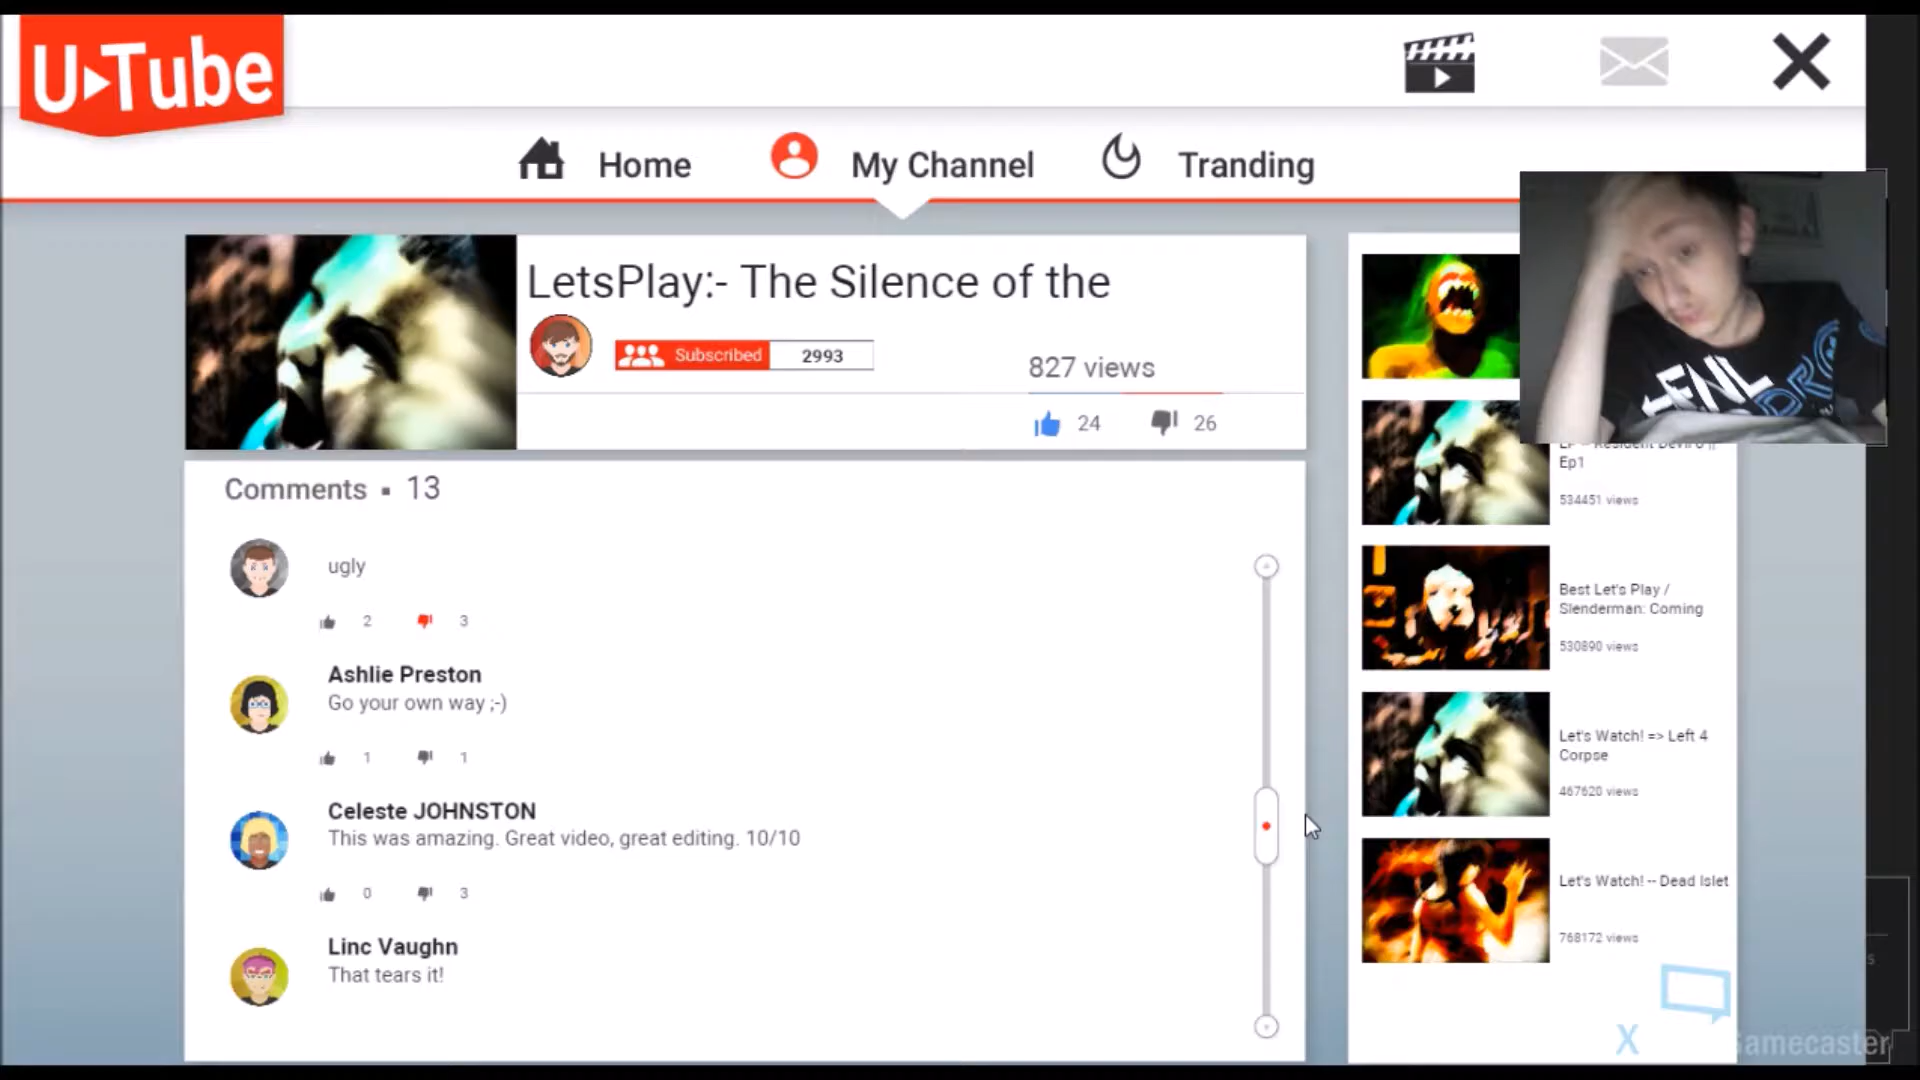 U Tube
Home
My Channel
Tranding
LetsPlay:- The Silence of the
Subscribed 2993
827 views
24 26
Comments ▪ 13
ugly
2 3
Ashlie Preston
Go your own way ;-)
1 1
Celeste JOHNSTON
This was amazing. Great video, great editing. 10/10
0 3
Linc Vaughn
That tears it!
Ep1
534451 views
Best Let's Play /
Slenderman: Coming
530890 views
Let's Watch! => Left 4
Corpse
467620 views
Let's Watch! -- Dead Islet
768172 views
X
amecaster